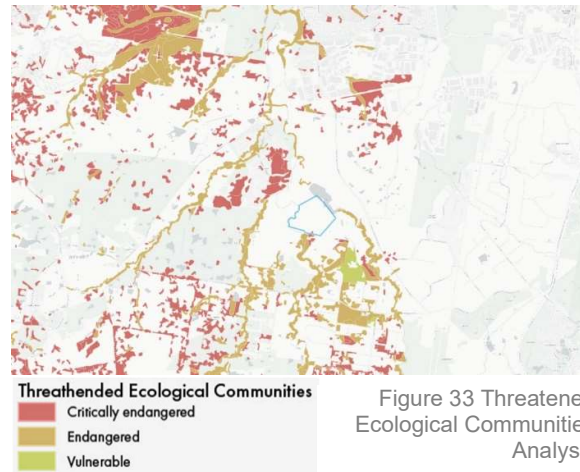 Threathended Ecological Communities
Critically endangered
Endangered
Vulnerable
Figure 33 Threatene
Ecological Communitie
Analys